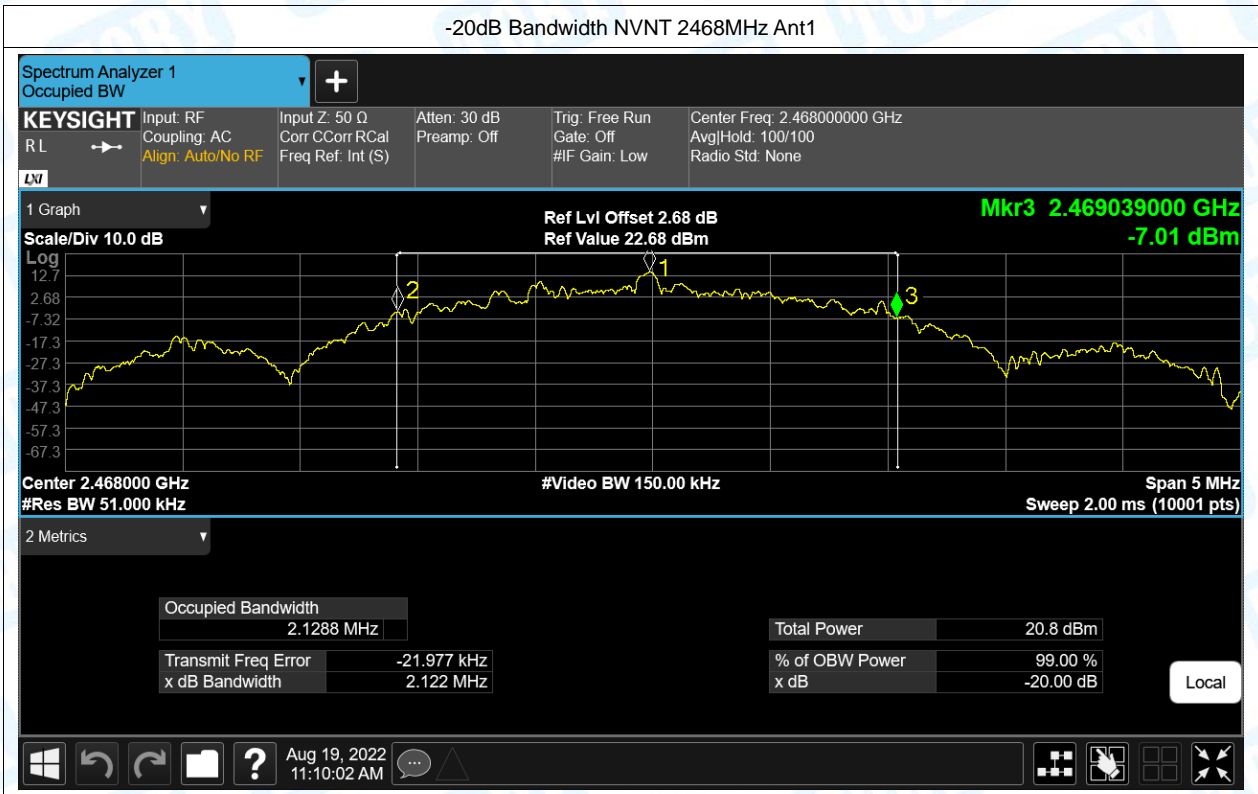 -20dB Bandwidth NVNT 2468MHz Ant1
Spectrum Analyzer 1
Occupied BW
KEYSIGHT
RL
LXI
Input: RF
Coupling: AC
Align: Auto/No RF
Input Z: 50 Ω
Corr CCorr RCal
Freq Ref: Int (S)
Atten: 30 dB
Preamp: Off
Trig: Free Run
Gate: Off
#IF Gain: Low
Center Freq: 2.468000000 GHz
Avg|Hold: 100/100
Radio Std: None
1 Graph
Scale/Div 10.0 dB
Ref Lvl Offset 2.68 dB
Ref Value 22.68 dBm
Mkr3 2.469039000 GHz
-7.01 dBm
Log
12.7
2.68
-7.32
-17.3
-27.3
-37.3
-47.3
-57.3
-67.3
1
2
3
Center 2.468000 GHz
#Video BW 150.00 kHz
Span 5 MHz
#Res BW 51.000 kHz
Sweep 2.00 ms (10001 pts)
2 Metrics
Occupied Bandwidth
2.1288 MHz
Total Power 20.8 dBm
Transmit Freq Error -21.977 kHz
% of OBW Power 99.00 %
x dB Bandwidth 2.122 MHz
x dB -20.00 dB
Local
Aug 19, 2022
11:10:02 AM